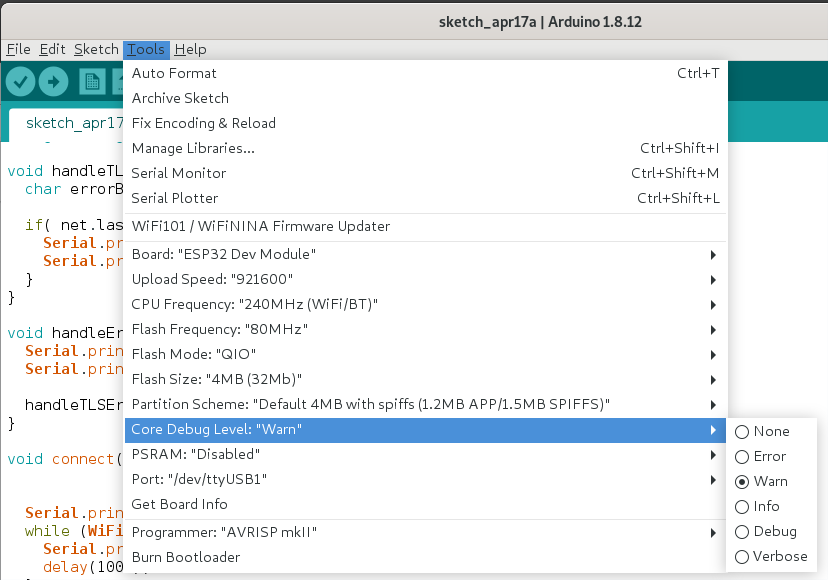 sketch_apr17a | Arduino 1.8.12
File Edit Sketch Tools Help
Auto Format Ctrl+T
Archive Sketch
sketch_apr17
Fix Encoding & Reload
Manage Libraries... Ctrl+Shift+I
Serial Monitor Ctrl+Shift+M
Serial Plotter Ctrl+Shift+L
WiFi101 / WiFiNINA Firmware Updater
Board: "ESP32 Dev Module"
Upload Speed: "921600"
CPU Frequency: "240MHz (WiFi/BT)"
Flash Frequency: "80MHz"
Flash Mode: "QIO"
Flash Size: "4MB (32Mb)"
Partition Scheme: "Default 4MB with spiffs (1.2MB APP/1.5MB SPIFFS)"
Core Debug Level: "Warn"
PSRAM: "Disabled"
Port: "/dev/ttyUSB1"
Get Board Info
Programmer: "AVRISP mkII"
Burn Bootloader
None
Error
Warn
Info
Debug
Verbose
void handleTL
char errorB
if( net.las
Serial.pr
Serial.pr
}
}
void handleEr
Serial.prin
Serial.prin
handleTLSEr
}
void connect(
Serial.prin
while (WiFi
Serial.pr
delay(100